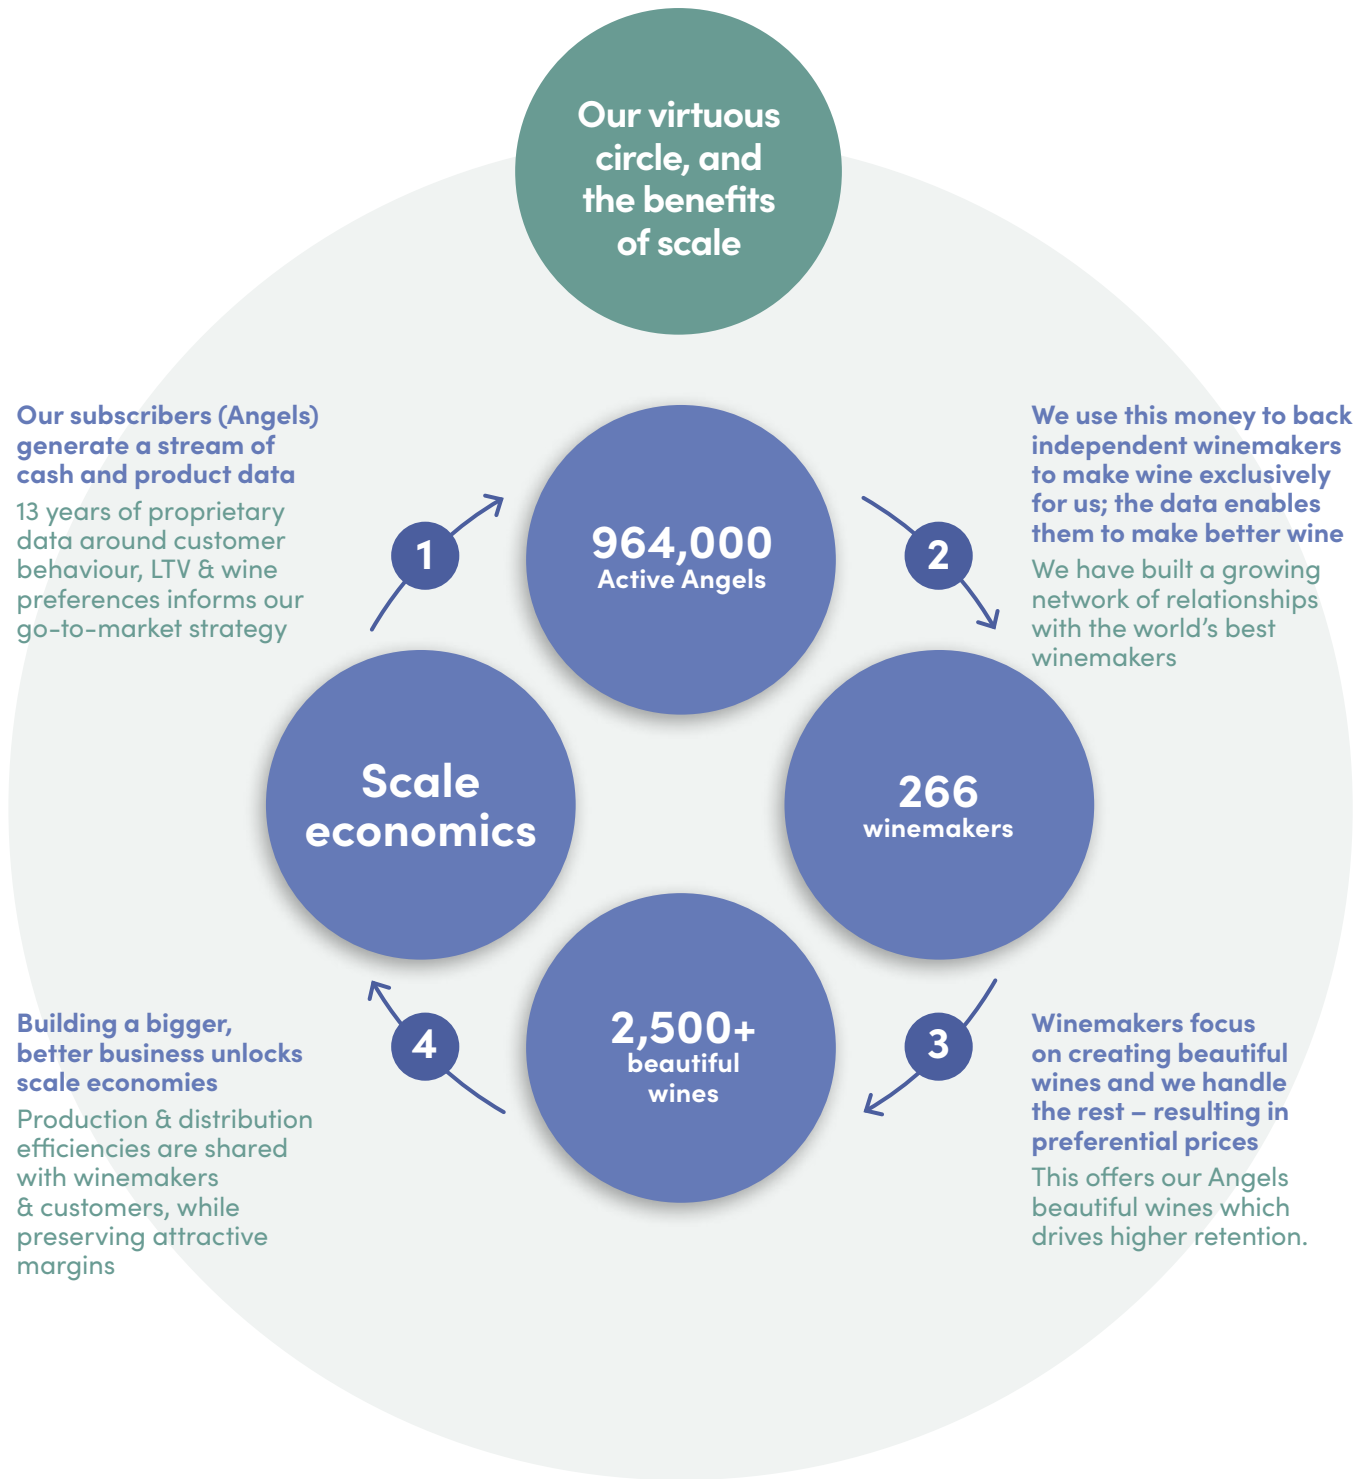 Our virtuous
circle, and
the benefits
of scale
Our subscribers (Angels)
generate a stream of
cash and product data
13 years of proprietary
data around customer
behaviour, LTV & wine
preferences informs our
go-to-market strategy
1
964,000
Active Angels
2
We use this money to back
independent winemakers
to make wine exclusively
for us; the data enables
them to make better wine
We have built a growing
network of relationships
with the world’s best
winemakers
Scale
economics
266
winemakers
Building a bigger,
better business unlocks
scale economies
Production & distribution
efficiencies are shared
with winemakers
& customers, while
preserving attractive
margins
4
2,500+
beautiful
wines
3
Winemakers focus
on creating beautiful
wines and we handle
the rest – resulting in
preferential prices
This offers our Angels
beautiful wines which
drives higher retention.